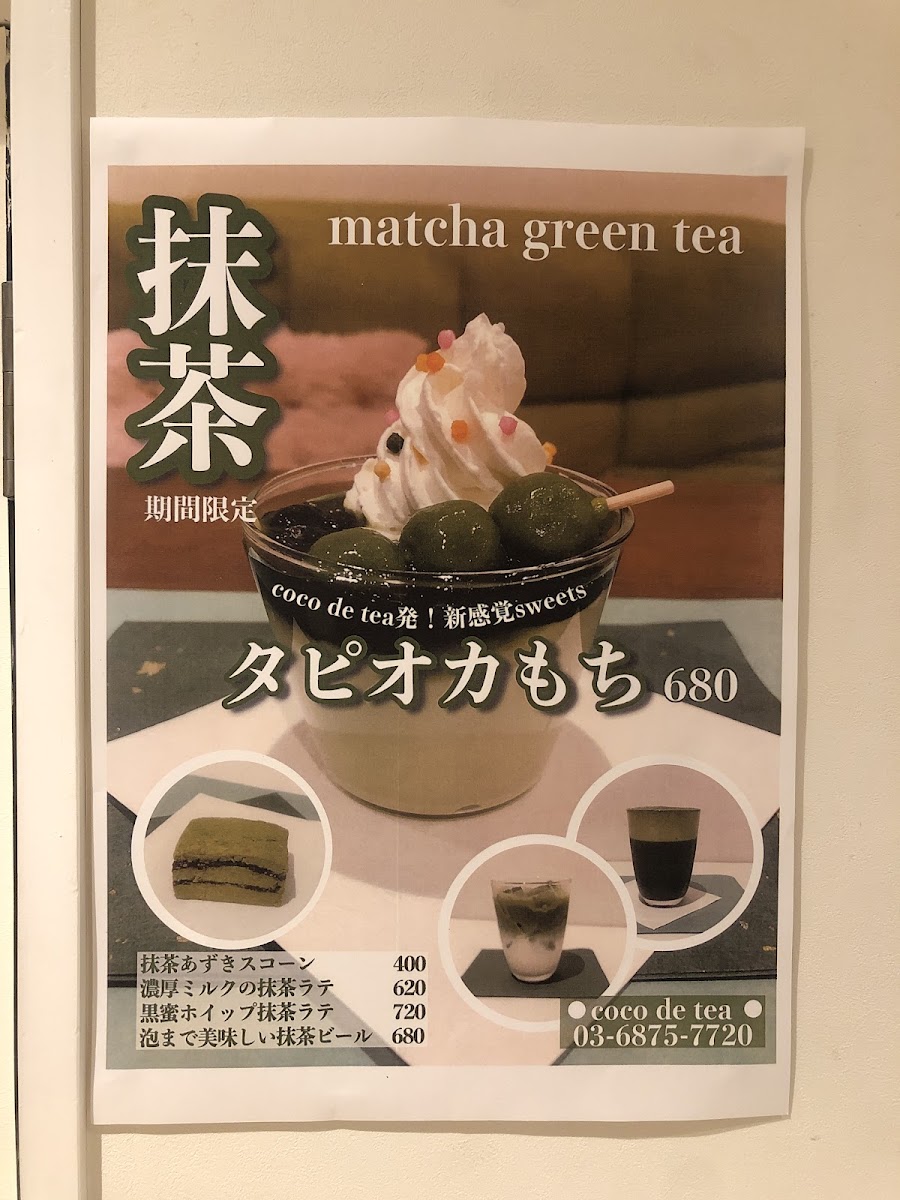 抹茶
matcha green tea
期間限定
coco de tea発！新感覚sweets
タピオカもち 680
抹茶あずきスコーン 400
濃厚ミルクの抹茶ラテ 620
黒蜜ホイップ抹茶ラテ 720
泡まで美味しい抹茶ビール 680
●coco de tea ●
03-6875-7720